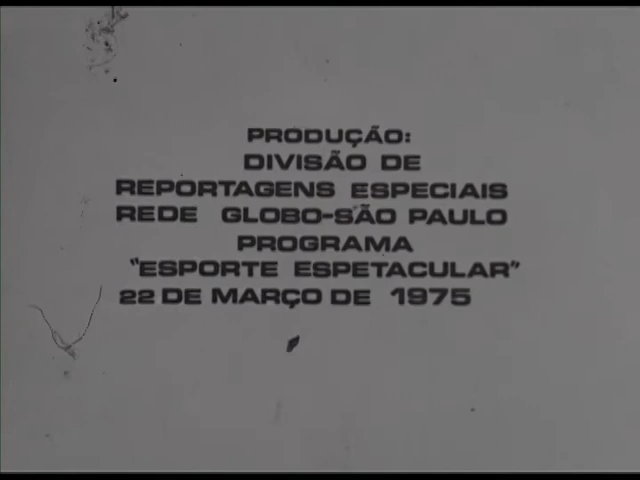 PRODUÇÃO:
DIVISÃO DE
REPORTAGENS ESPECIAIS
REDE GLOBO-SÃO PAULO
PROGRAMA
"ESPORTE ESPETACULAR"
22 DE MARÇO DE 1975